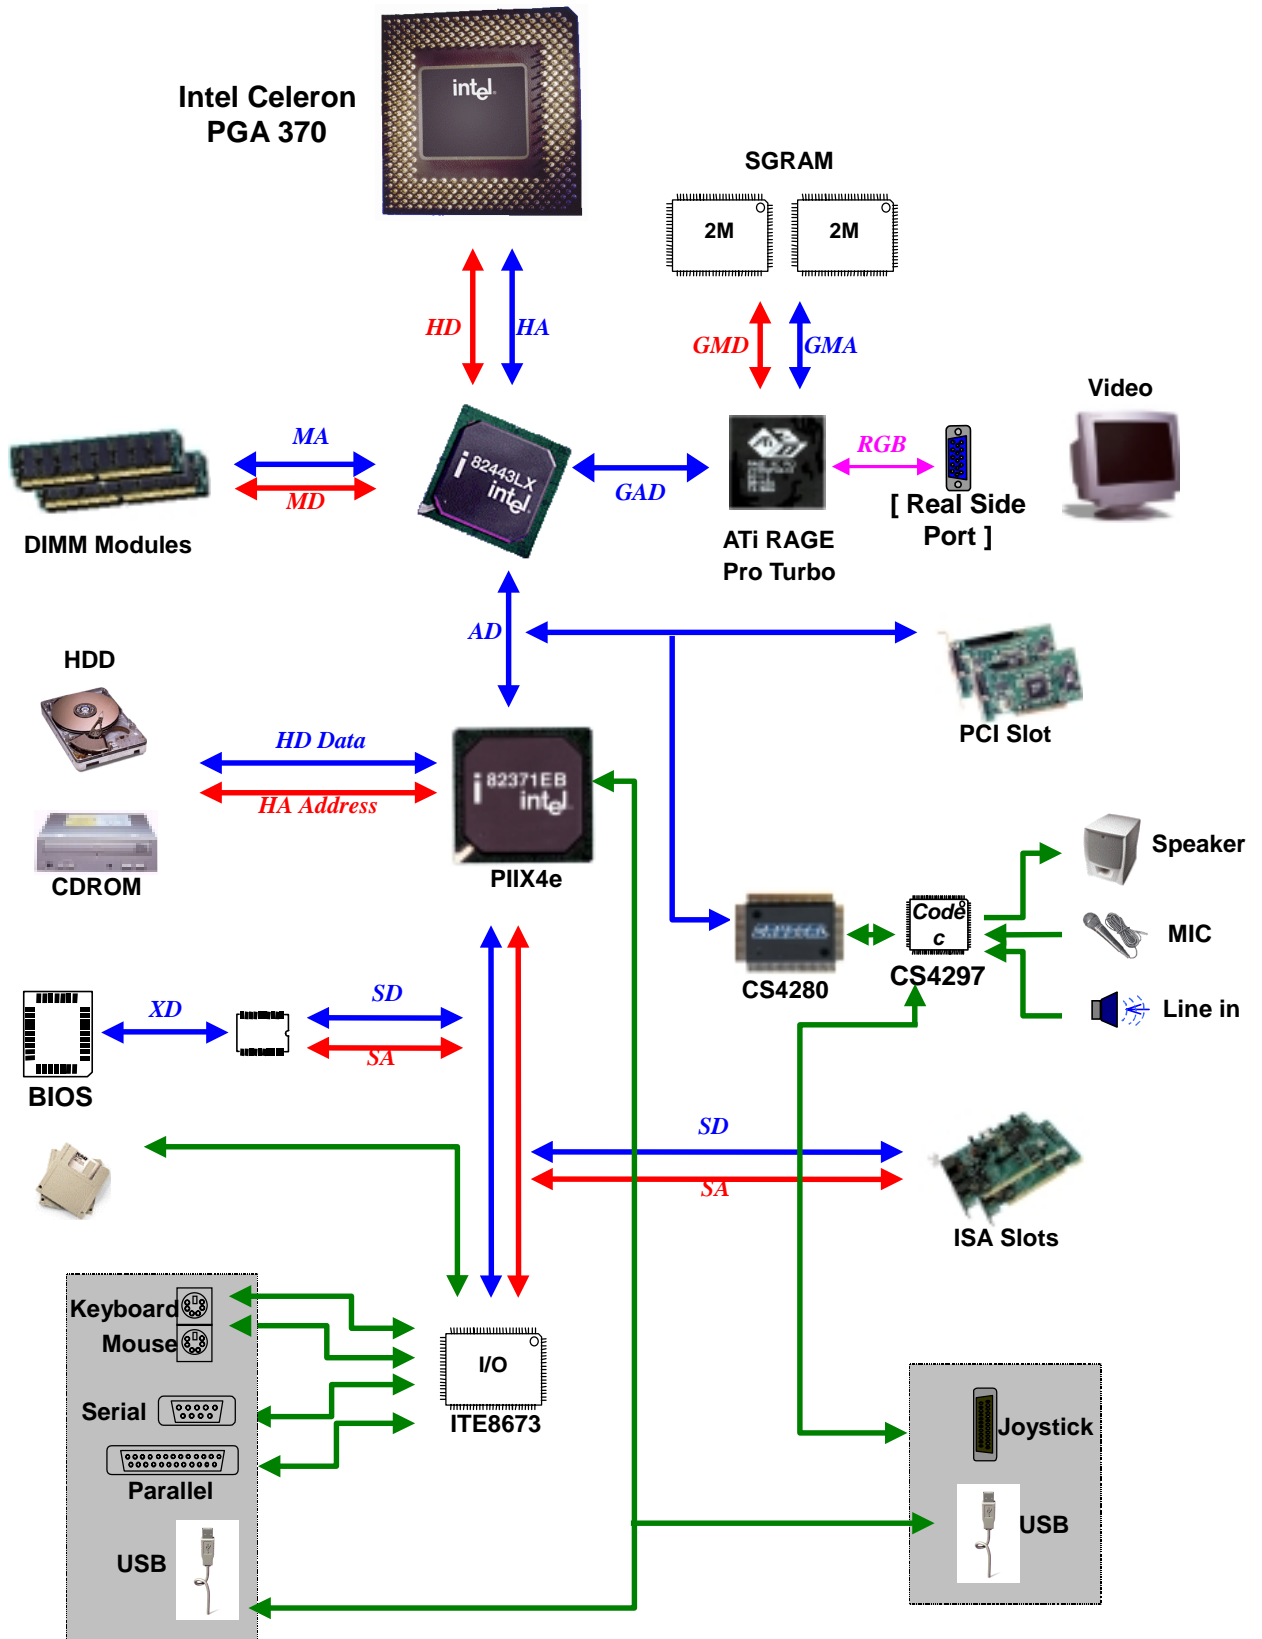 Intel Celeron
PGA 370
intel
SGRAM
2M
2M
HD
HA
GMD
GMA
Video
MA
MD
i 82443LX
intel
GAD
RGB
[ Real Side
Port ]
DIMM Modules
ATi RAGE
Pro Turbo
AD
HDD
PCI Slot
HD Data
HA Address
i 82371EB
intel
CDROM
PIIX4e
Speaker
Code
c
MIC
CS4280
CS4297
Line in
XD
SD
SA
BIOS
SD
SA
ISA Slots
Keyboard
Mouse
I/O
Serial
ITE8673
Joystick
Parallel
USB
USB